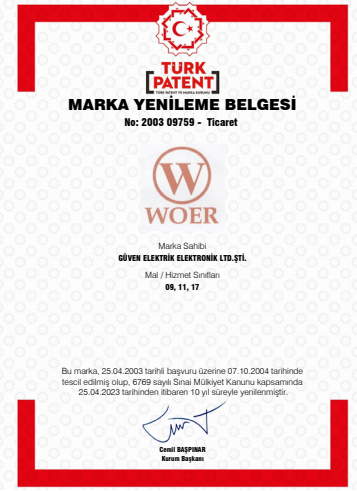 TÜRK
PATENT
TÜRK PATENT VE MARKA KURUMU
MARKA YENİLEME BELGESİ
No: 2003 09759 - Ticaret
W
WOER
Marka Sahibi
GÜVEN ELEKTRİK ELEKTRONİK LTD.ŞTİ.
Mal / Hizmet Sınıfları
09, 11, 17
Bu marka, 25.04.2003 tarihli başvuru üzerine 07.10.2004 tarihinde
tescil edilmiş olup, 6769 sayılı Sınai Mülkiyet Kanunu kapsamında
25.04.2023 tarihinden itibaren 10 yıl süreyle yenilenmiştir.
Cemil BAŞPINAR
Kurum Başkanı